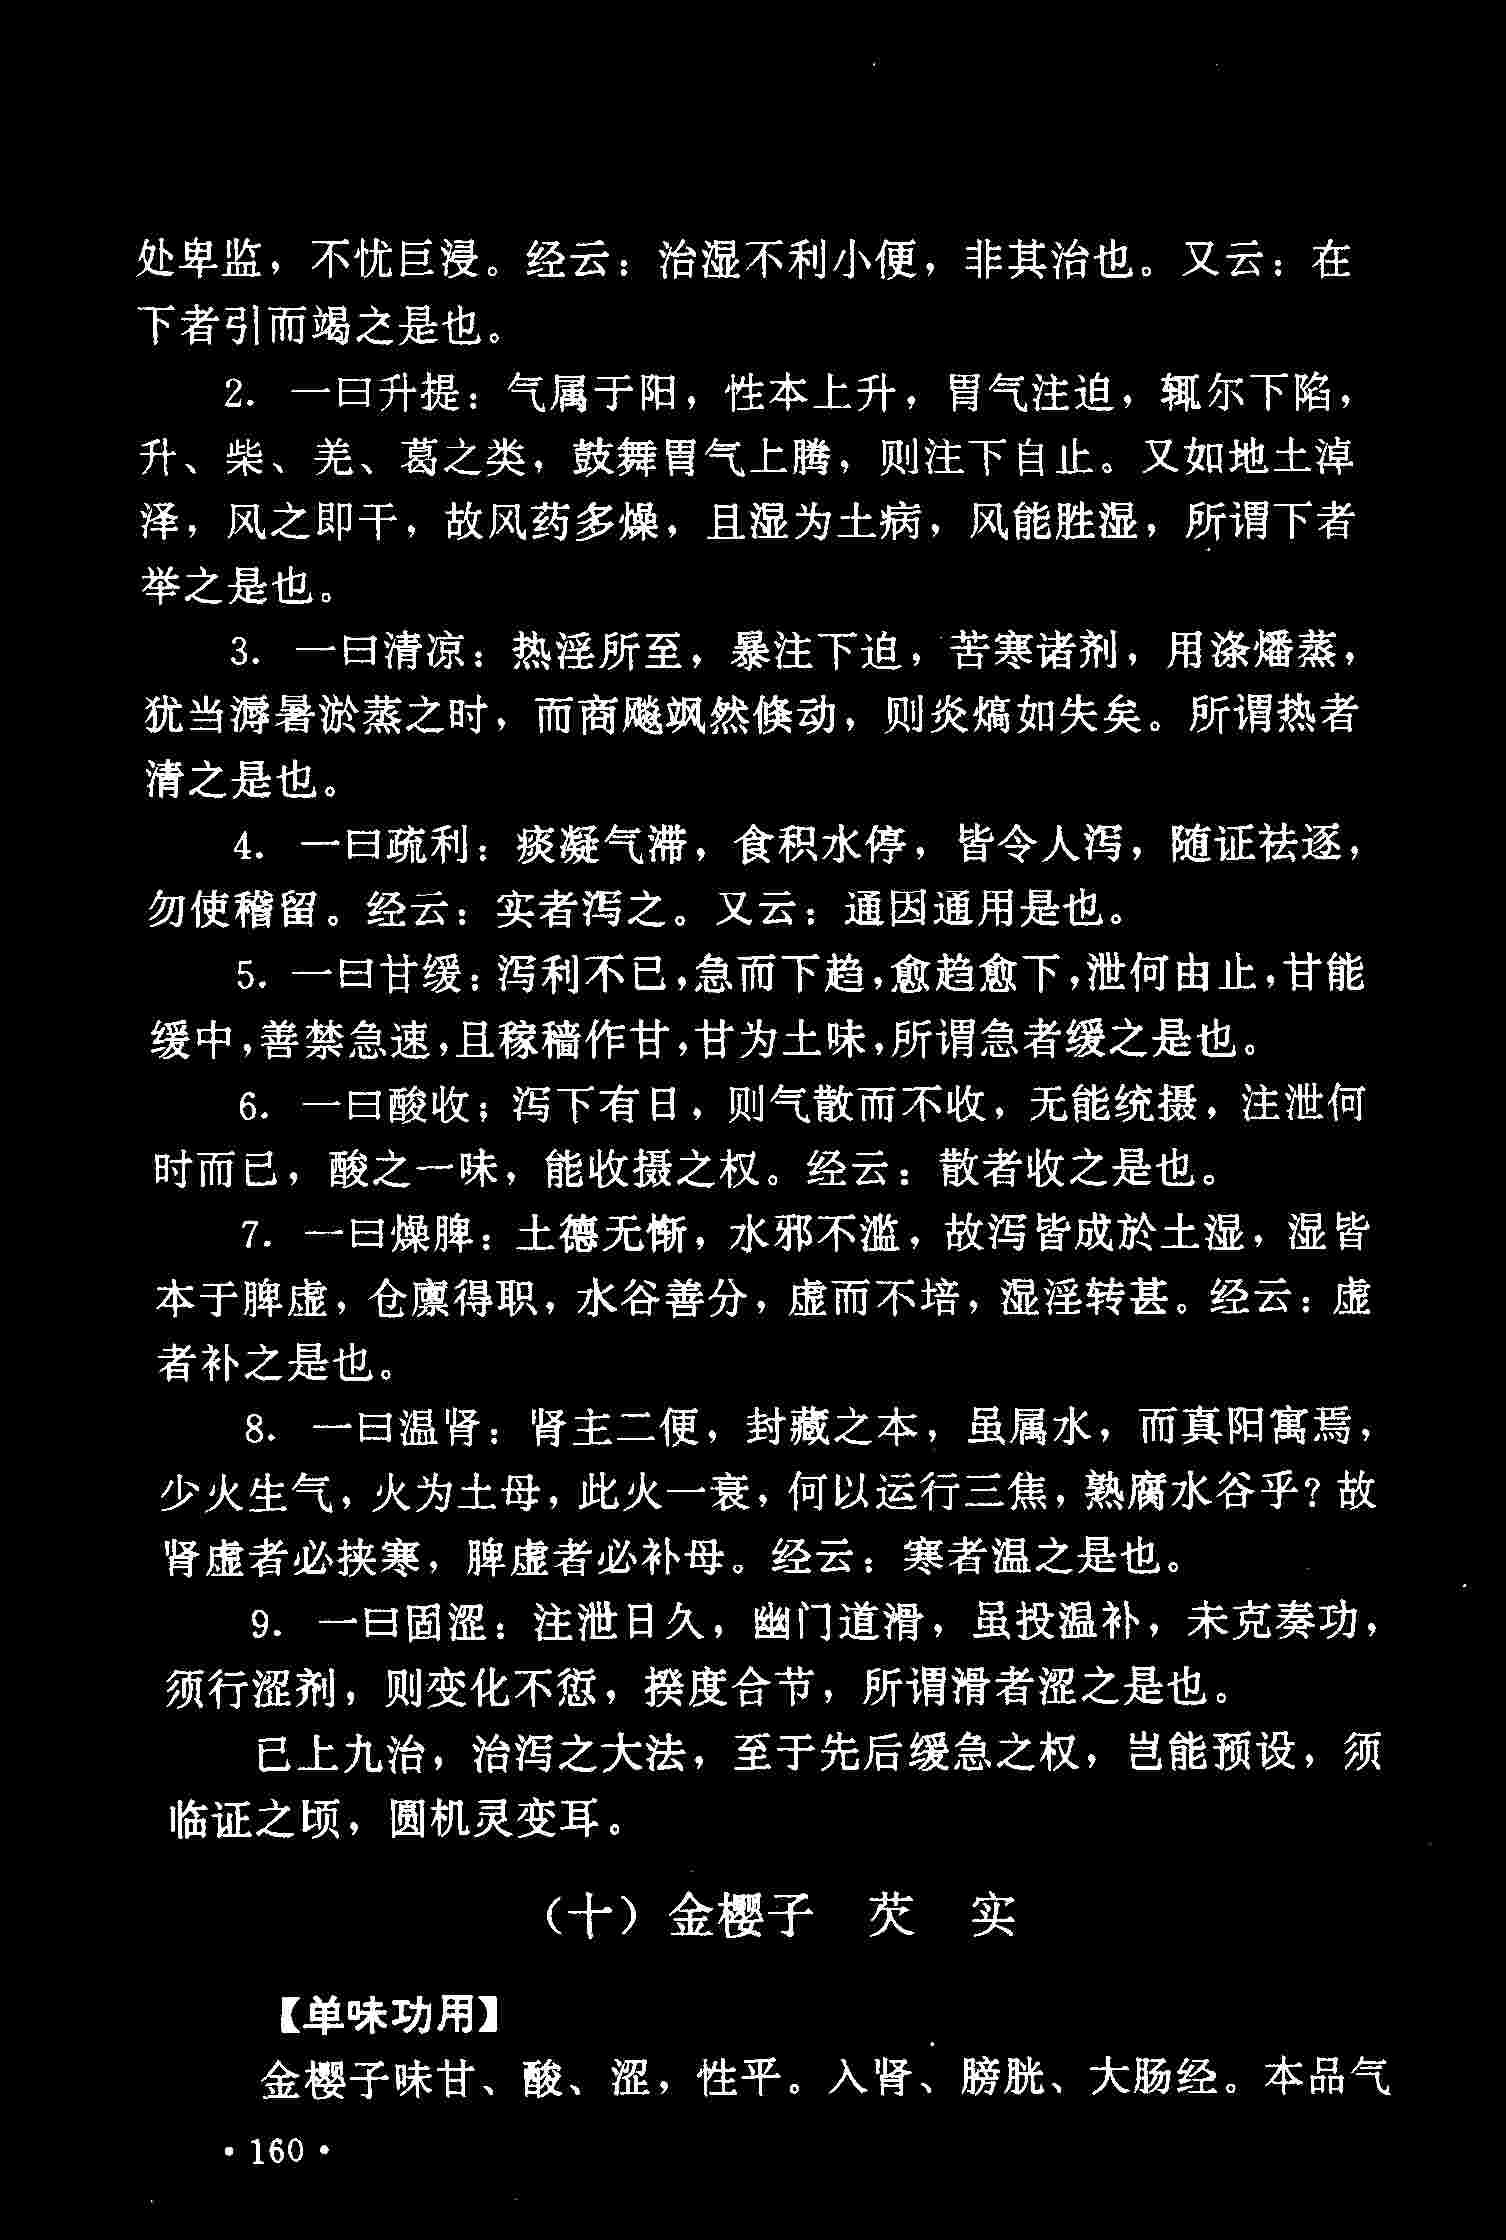 处卑监，不忧巨浸。经云：治湿不利小便，非其治也。又云：在
下者引而竭之是也。
2. 一曰升提：气属于阳，性本上升，胃气注迫，辄尔下陷，
升、柴、羌、葛之类，鼓舞胃气上腾，则注下自止。又如地土淖
泽，风之即干，故风药多燥，且湿为土病，风能胜湿，所谓下者
举之是也。
3. 一曰清凉：热淫所至，暴注下迫，苦寒诸剂，用涤燔蒸，
犹当溽暑淤蒸之时，而商飚飒然倏动，则炎熇如失矣。所谓热者
清之是也。
4. 一曰疏利：痰凝气滞，食积水停，皆令人泻，随证祛逐，
勿使稽留。经云：实者泻之。又云：通因通用是也。
5. 一曰甘缓：泻利不已，急而下趋，愈趋愈下，泄何由止，甘能
缓中，善禁急速，且稼穑作甘，甘为土味，所谓急者缓之是也。
6. 一曰酸收；泻下有日，则气散而不收，无能统摄，注泄何
时而已，酸之一味，能收摄之权。经云：散者收之是也。
7. 一曰燥脾：土德无惭，水邪不滥，故泻皆成於土湿，湿皆
本于脾虚，仓廪得职，水谷善分，虚而不培，湿淫转甚。经云：虚
者补之是也。
8. 一曰温肾：肾主二便，封藏之本，虽属水，而真阳寓焉，
少火生气，火为土母，此火一衰，何以运行三焦，熟腐水谷乎？故
肾虚者必挟寒，脾虚者必补母。经云：寒者温之是也。
9. 一曰固涩：注泄日久，幽门道滑，虽投温补，未克奏功，
须行涩剂，则变化不愆，揆度合节，所谓滑者涩之是也。
已上九治，治泻之大法，至于先后缓急之权，岂能预设，须
临证之顷，圆机灵变耳。
（十）金樱子 芡 实
【单味功用】
金樱子味甘、酸、涩，性平。入肾、膀胱、大肠经。本品气
·160·